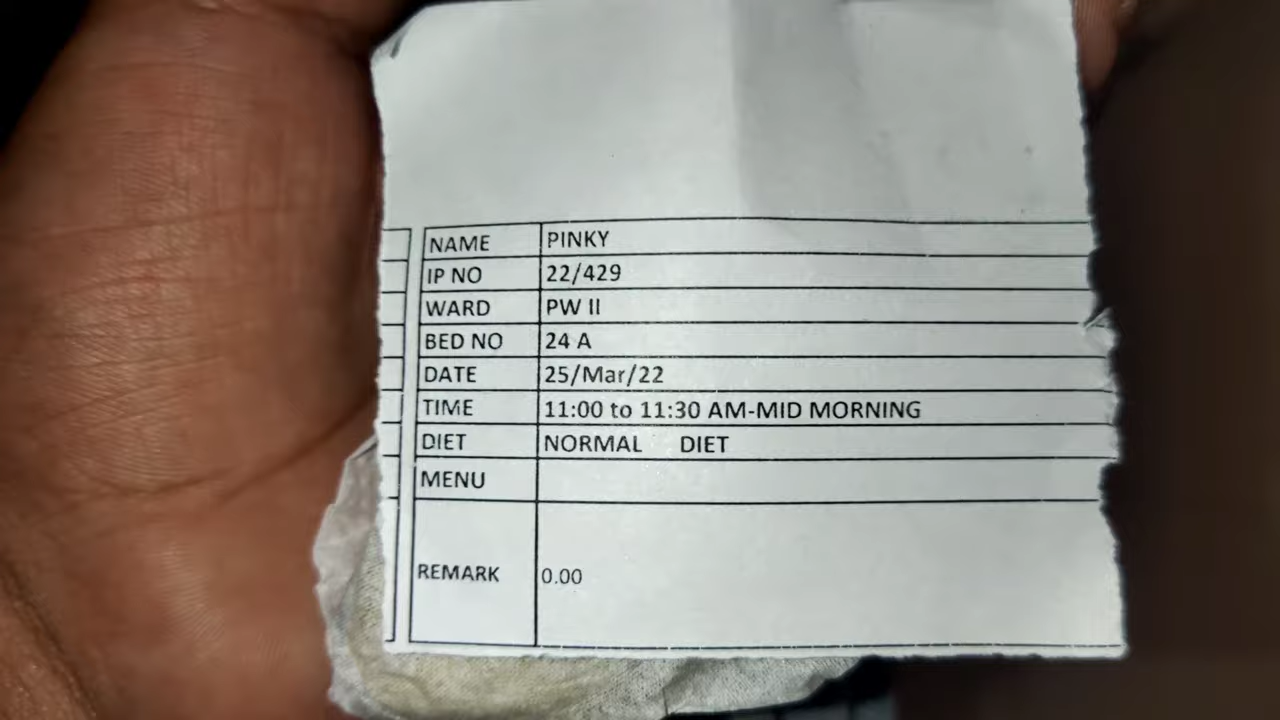 NAME PINKY
IP NO 22/429
WARD PW II
BED NO 24 A
DATE 25/Mar/22
TIME 11:00 to 11:30 AM-MID MORNING
DIET NORMAL DIET
MENU
REMARK 0.00